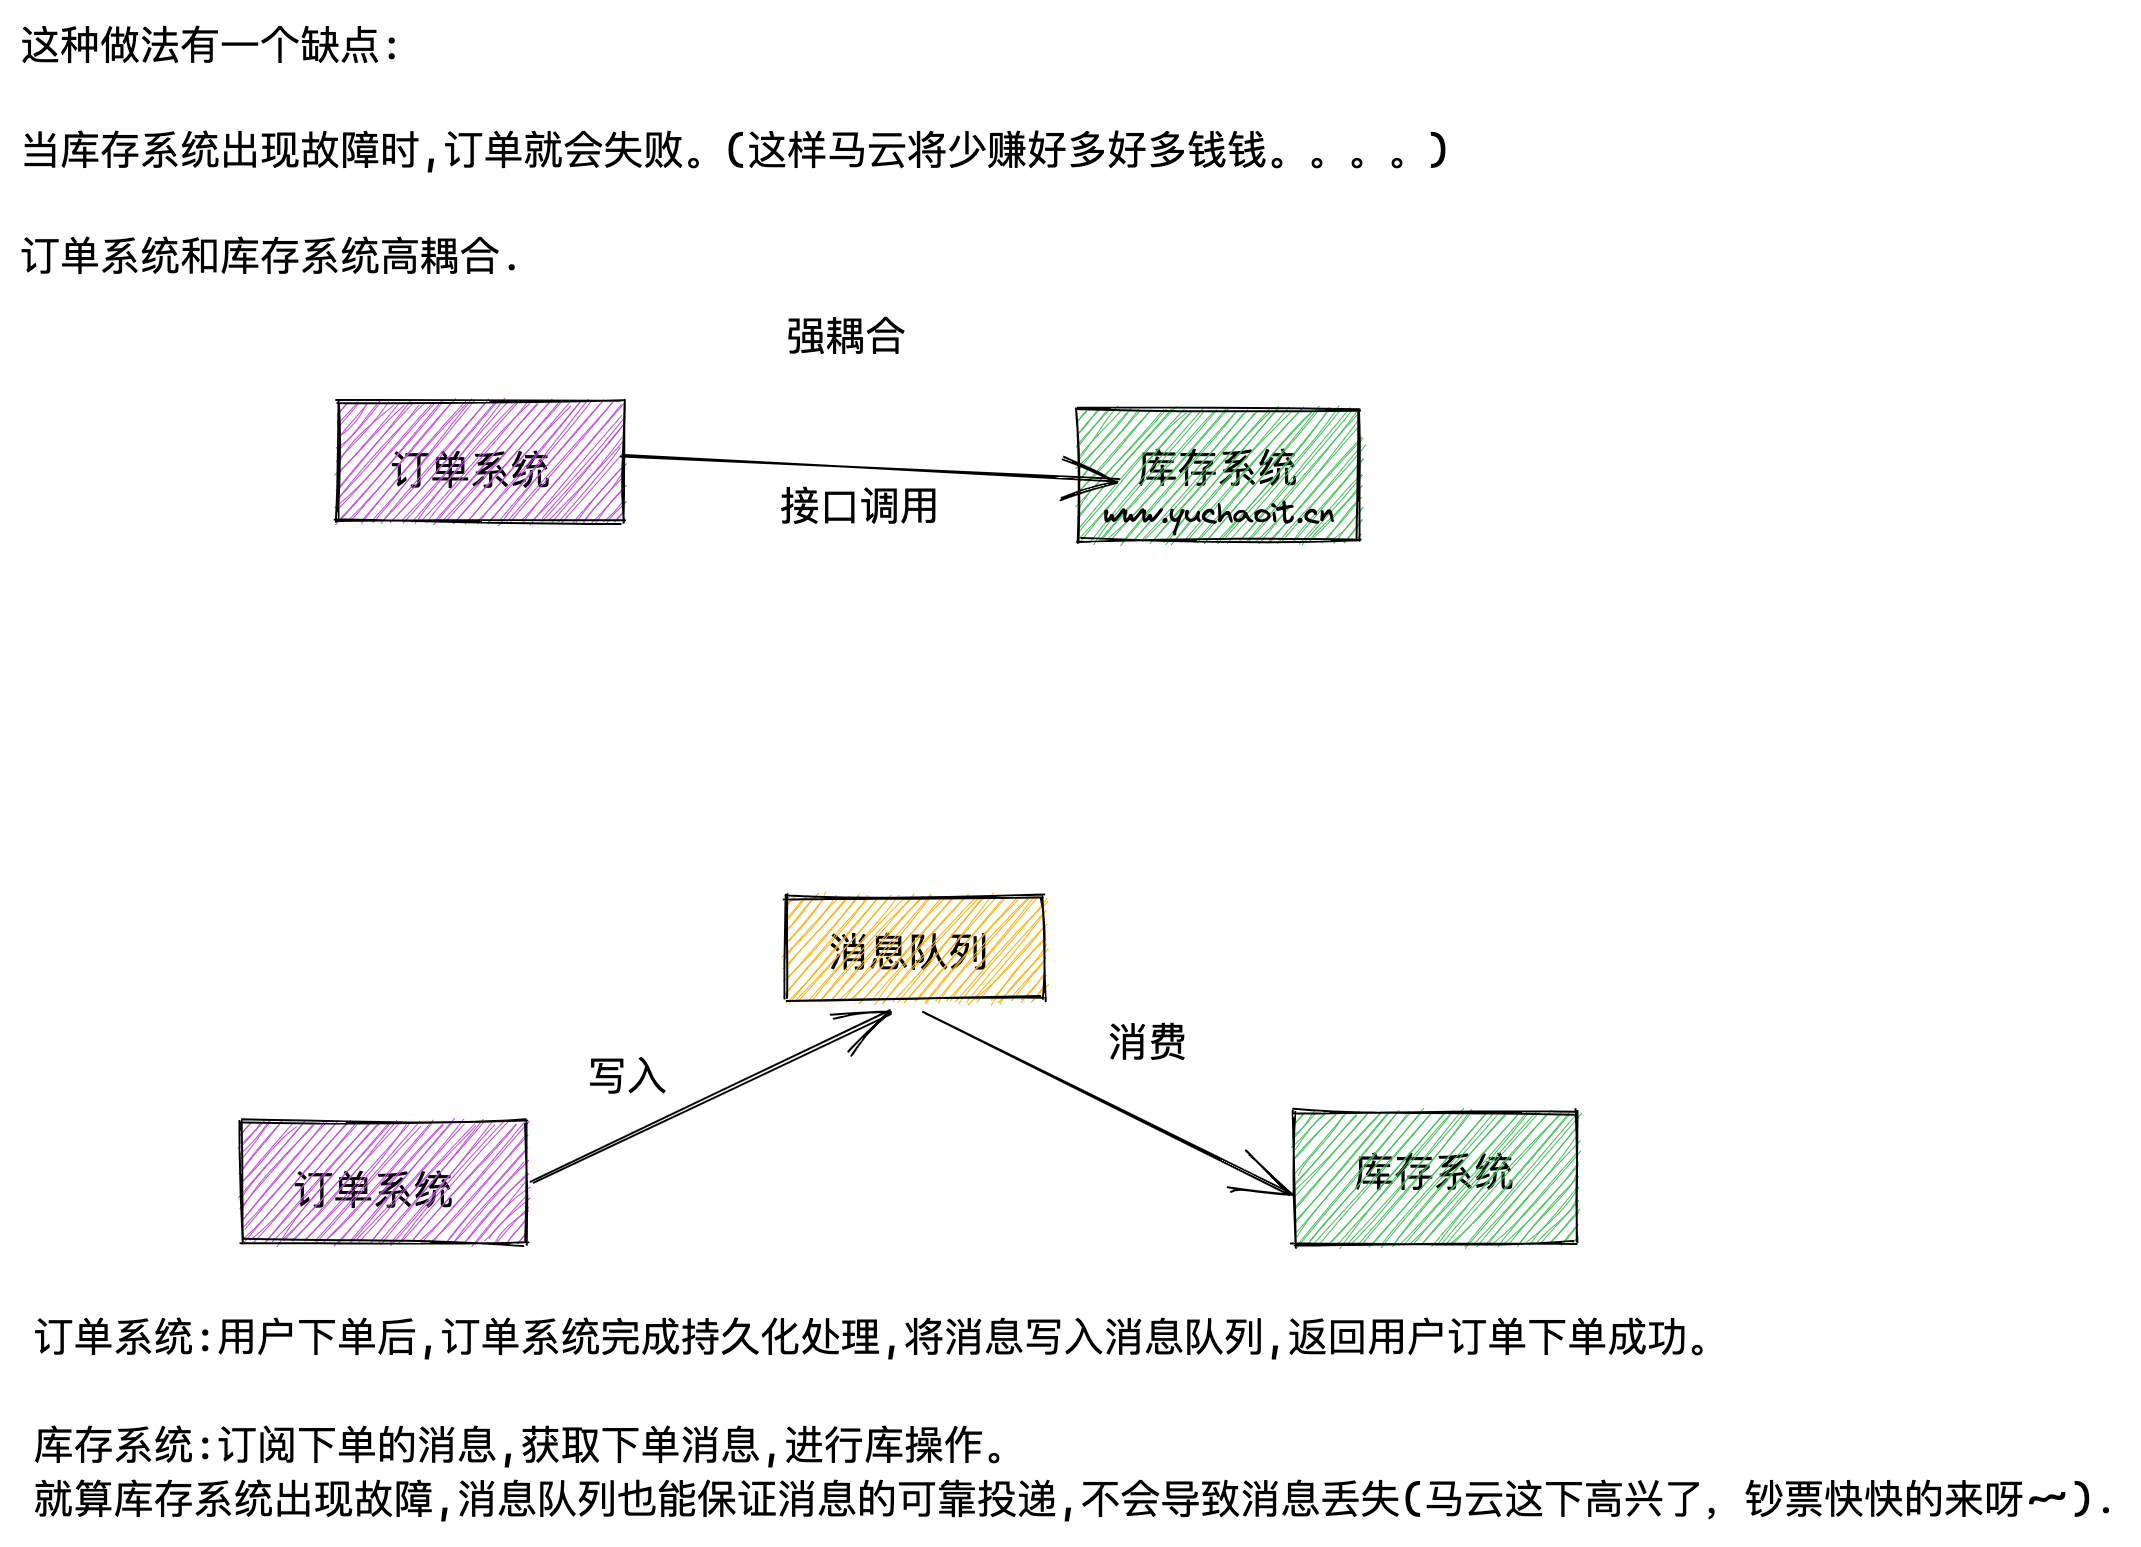 这种做法有一个缺点:
当库存系统出现故障时,订单就会失败。(这样马云将少赚好多好多钱钱。。。。)
订单系统和库存系统高耦合.
强耦合
订单系统
库存系统
接口调用
www.yuchaoit.cn
消息队列
消费
写入
订单系统
库存系统
订单系统:用户下单后,订单系统完成持久化处理,将消息写入消息队列,返回用户订单下单成功。
库存系统:订阅下单的消息,获取下单消息,进行库操作。
就算库存系统出现故障,消息队列也能保证消息的可靠投递,不会导致消息丢失(马云这下高兴了，钞票快快的来呀~~).